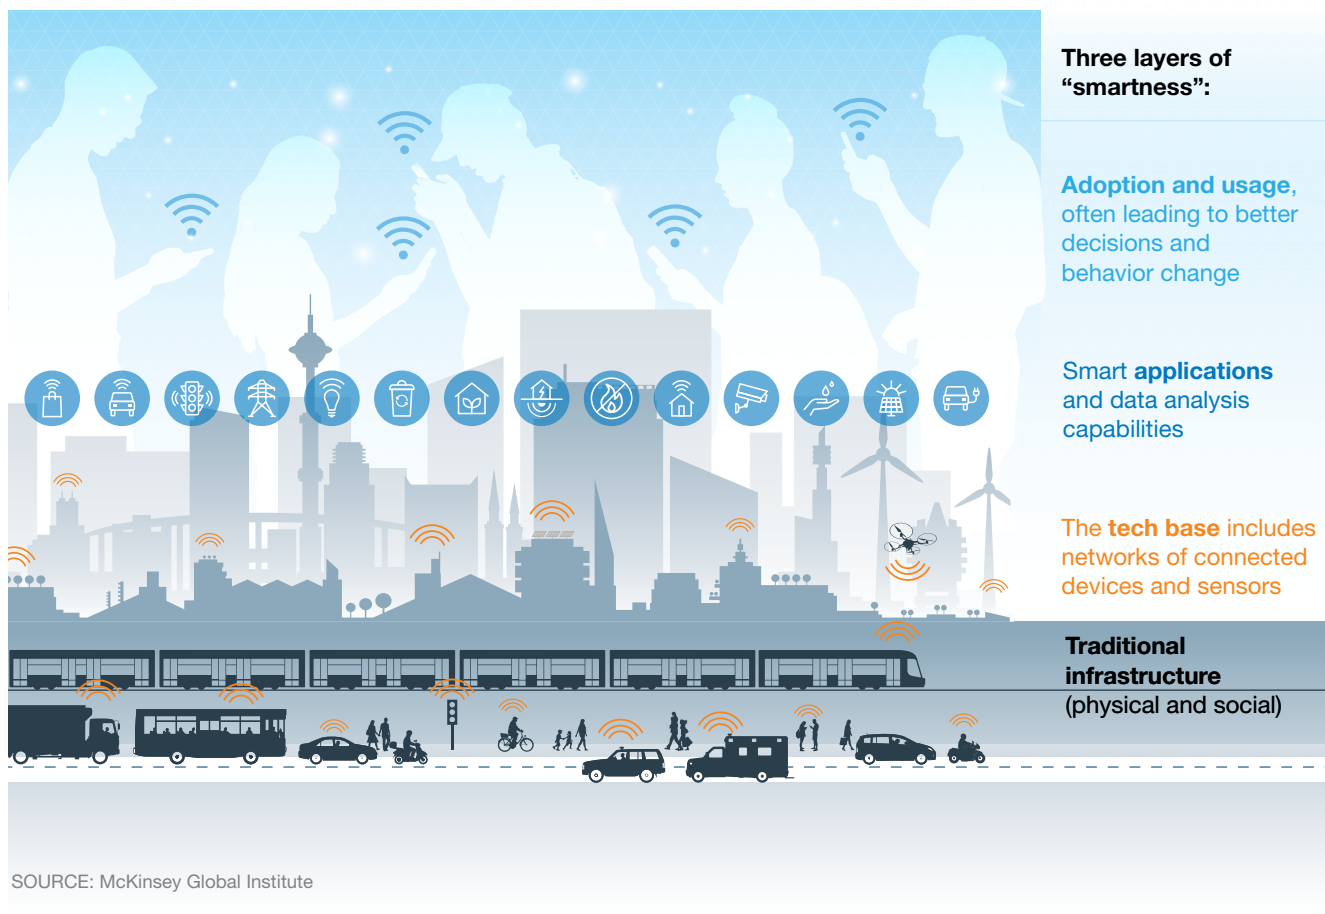 Three layers of
“smartness”:
Adoption and usage,
often leading to better
decisions and
behavior change
Smart applications
and data analysis
capabilities
The tech base includes
networks of connected
devices and sensors
Traditional
infrastructure
(physical and social)
SOURCE: McKinsey Global Institute